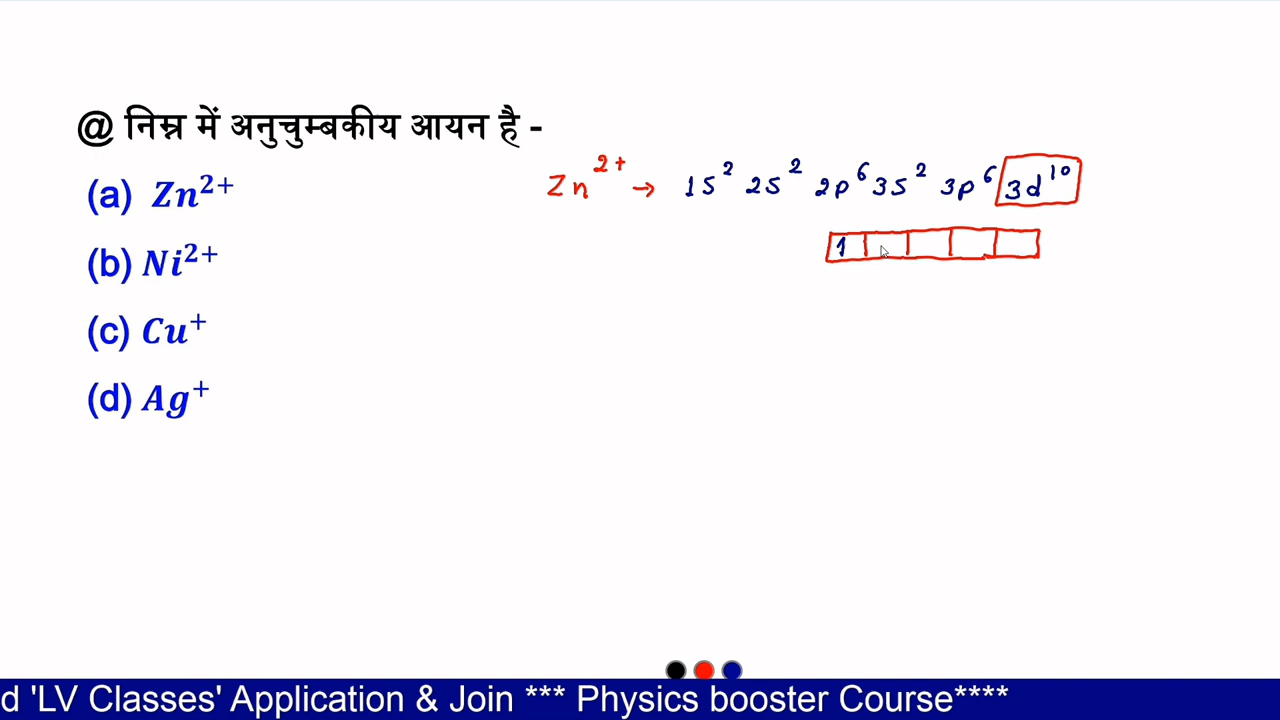 @ निम्न में अनुचुम्बकीय आयन है -
(a) Zn²⁺
Zn²⁺ → 1s² 2s² 2p⁶ 3s² 3p⁶ 3d¹⁰
1
(b) Ni²⁺
(c) Cu⁺
(d) Ag⁺
d 'LV Classes' Application & Join *** Physics booster Course****